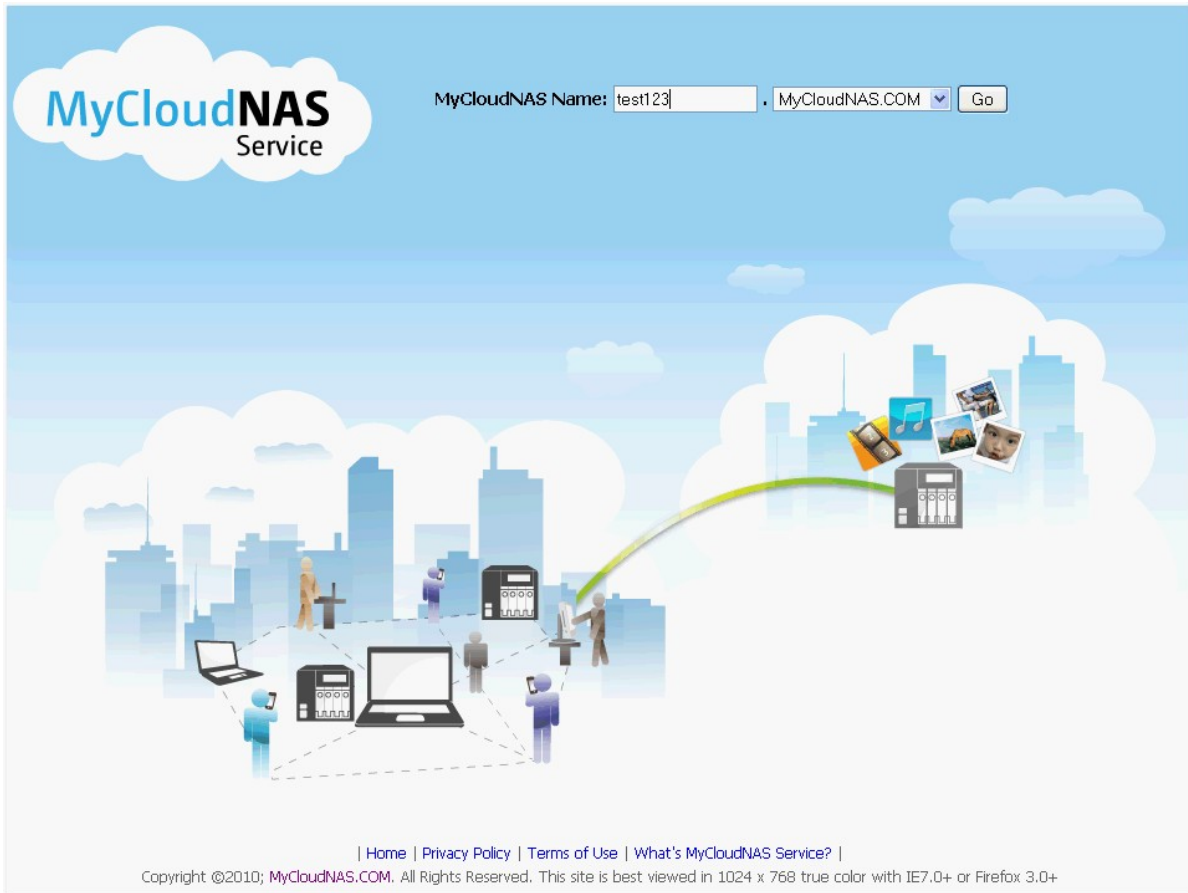 MyCloudNAS
Service
MyCloudNAS Name: test123 . MyCloudNAS.COM Go
| Home | Privacy Policy | Terms of Use | What's MyCloudNAS Service? |
Copyright ©2010; MyCloudNAS.COM. All Rights Reserved. This site is best viewed in 1024 x 768 true color with IE7.0+ or Firefox 3.0+